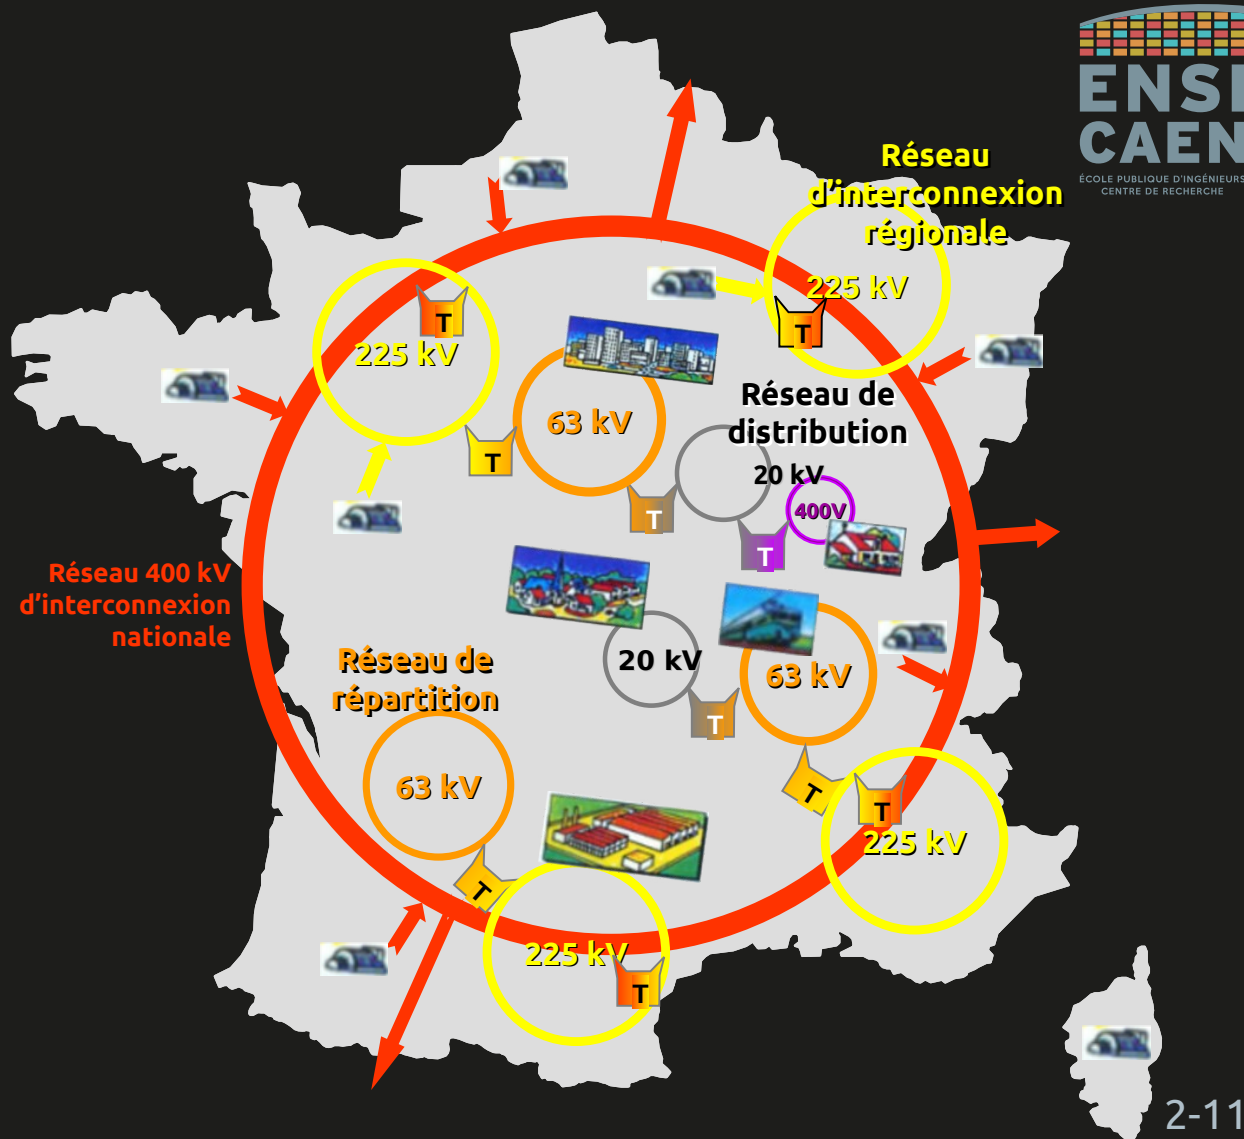 ENSI
CAEN
ÉCOLE PUBLIQUE D'INGÉNIEURS
CENTRE DE RECHERCHE
Réseau
d'interconnexion
régionale
225 kV
T
T
225 kV
T
63 kV
T
Réseau de
distribution
20 kV
400V
T
T
Réseau 400 kV
d'interconnexion
nationale
Réseau de
répartition
20 kV
63 kV
T
63 kV
T
T
225 kV
T
225 kV
T
2-11